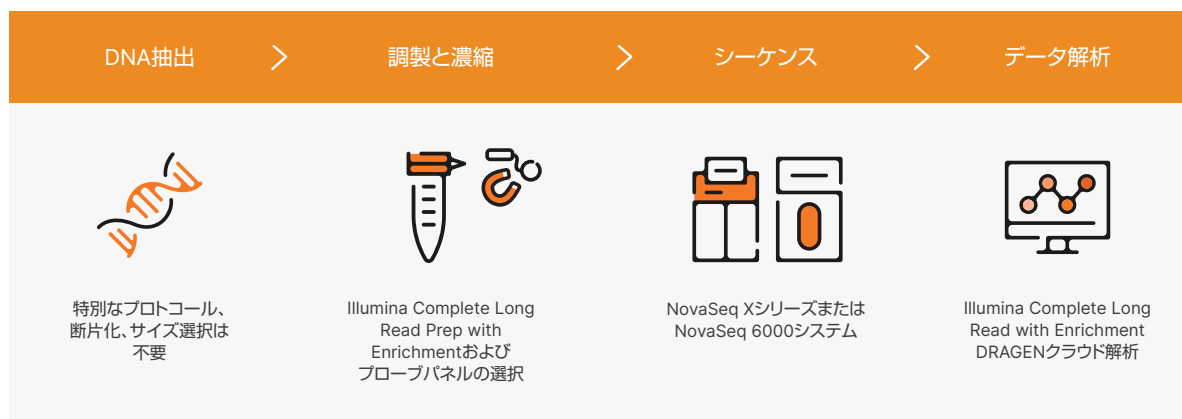 DNA抽出
調製と濃縮
シーケンス
データ解析
特別なプロトコール、
断片化、サイズ選択は
不要
Illumina Complete Long
Read Prep with
Enrichmentおよび
プローブパネルの選択
NovaSeq Xシリーズまたは
NovaSeq 6000システム
Illumina Complete Long
Read with Enrichment
DRAGENクラウド解析